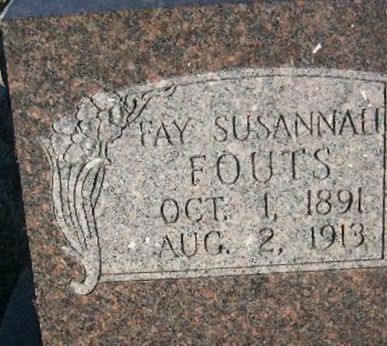 FAY SUSANNAH
FOUTS
OCT. 1, 1891
AUG. 2, 1913